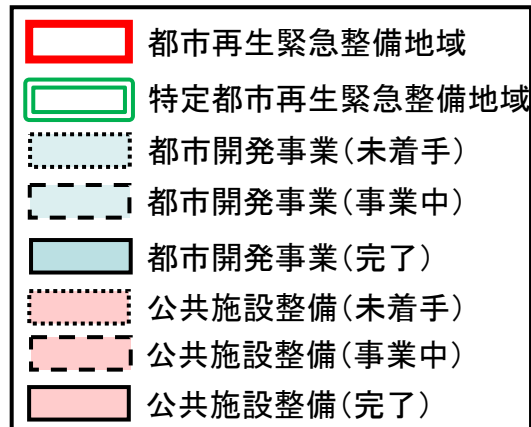 都市再生緊急整備地域
特定都市再生緊急整備地域
都市開発事業(未着手)
都市開発事業(事業中)
都市開発事業(完了)
公共施設整備(未着手)
公共施設整備(事業中)
公共施設整備(完了)